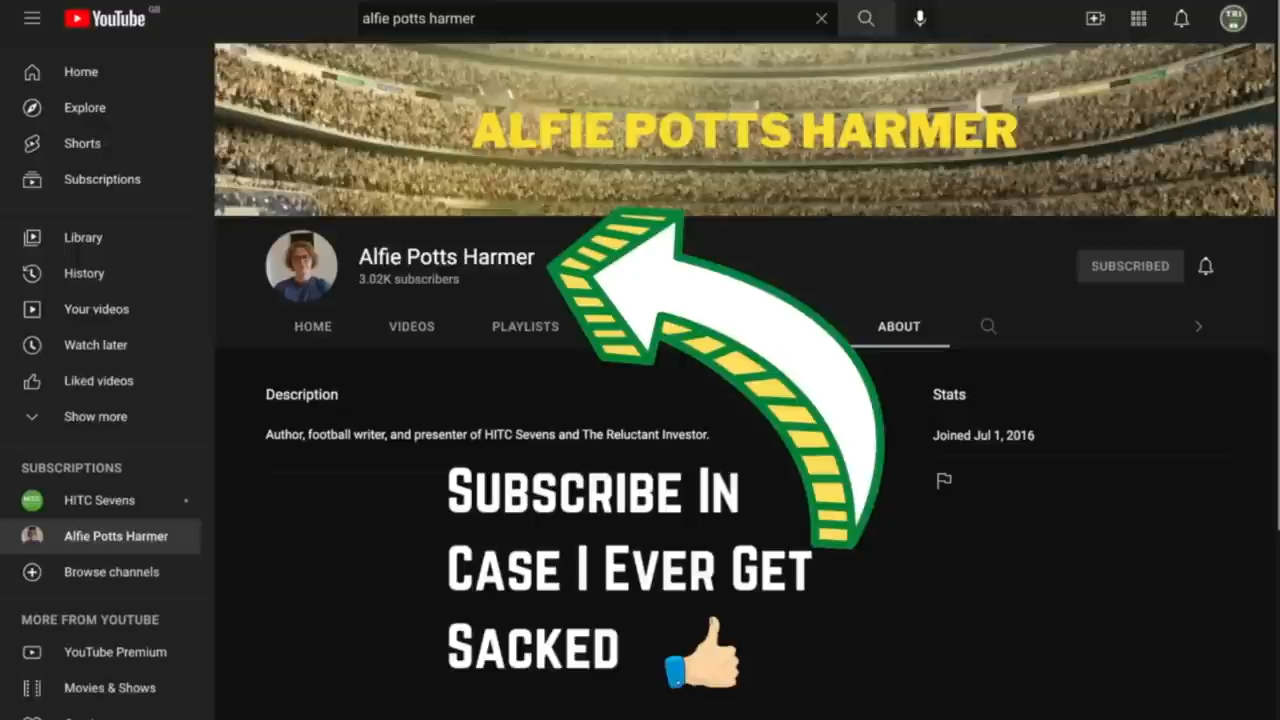 YouTube GB
alfie potts harmer
TRI
Home
Explore
Shorts
Subscriptions
Library
History
Your videos
Watch later
Liked videos
Show more
SUBSCRIPTIONS
HITC Sevens
Alfie Potts Harmer
Browse channels
MORE FROM YOUTUBE
YouTube Premium
Movies & Shows
ALFIE POTTS HARMER
Alfie Potts Harmer
3.02K subscribers
SUBSCRIBED
HOME VIDEOS PLAYLISTS ABOUT
Description
Author, football writer, and presenter of HITC Sevens and The Reluctant Investor.
Stats
Joined Jul 1, 2016
SUBSCRIBE IN
CASE I EVER GET
SACKED